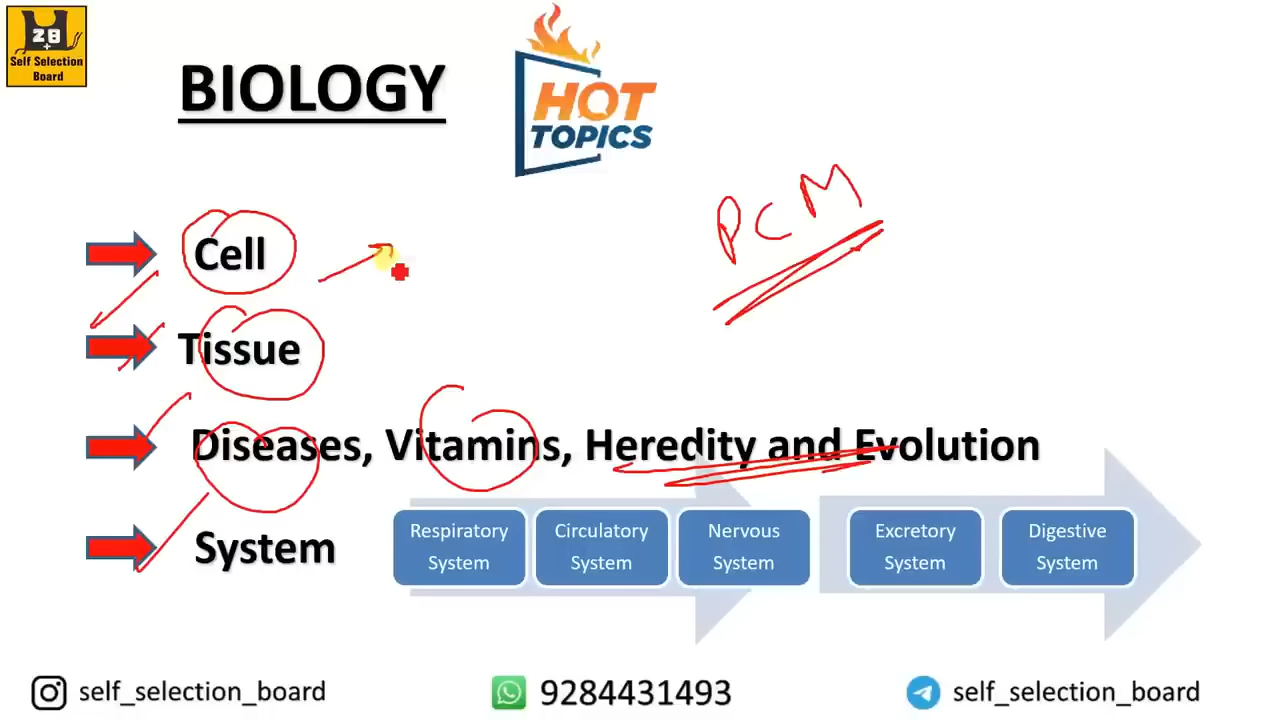 28
+
Self Selection
Board
BIOLOGY
HOT
TOPICS
PCM
Cell
Tissue
Diseases, Vitamins, Heredity and Evolution
System
Respiratory System
Circulatory System
Nervous System
Excretory System
Digestive System
self_selection_board
9284431493
self_selection_board